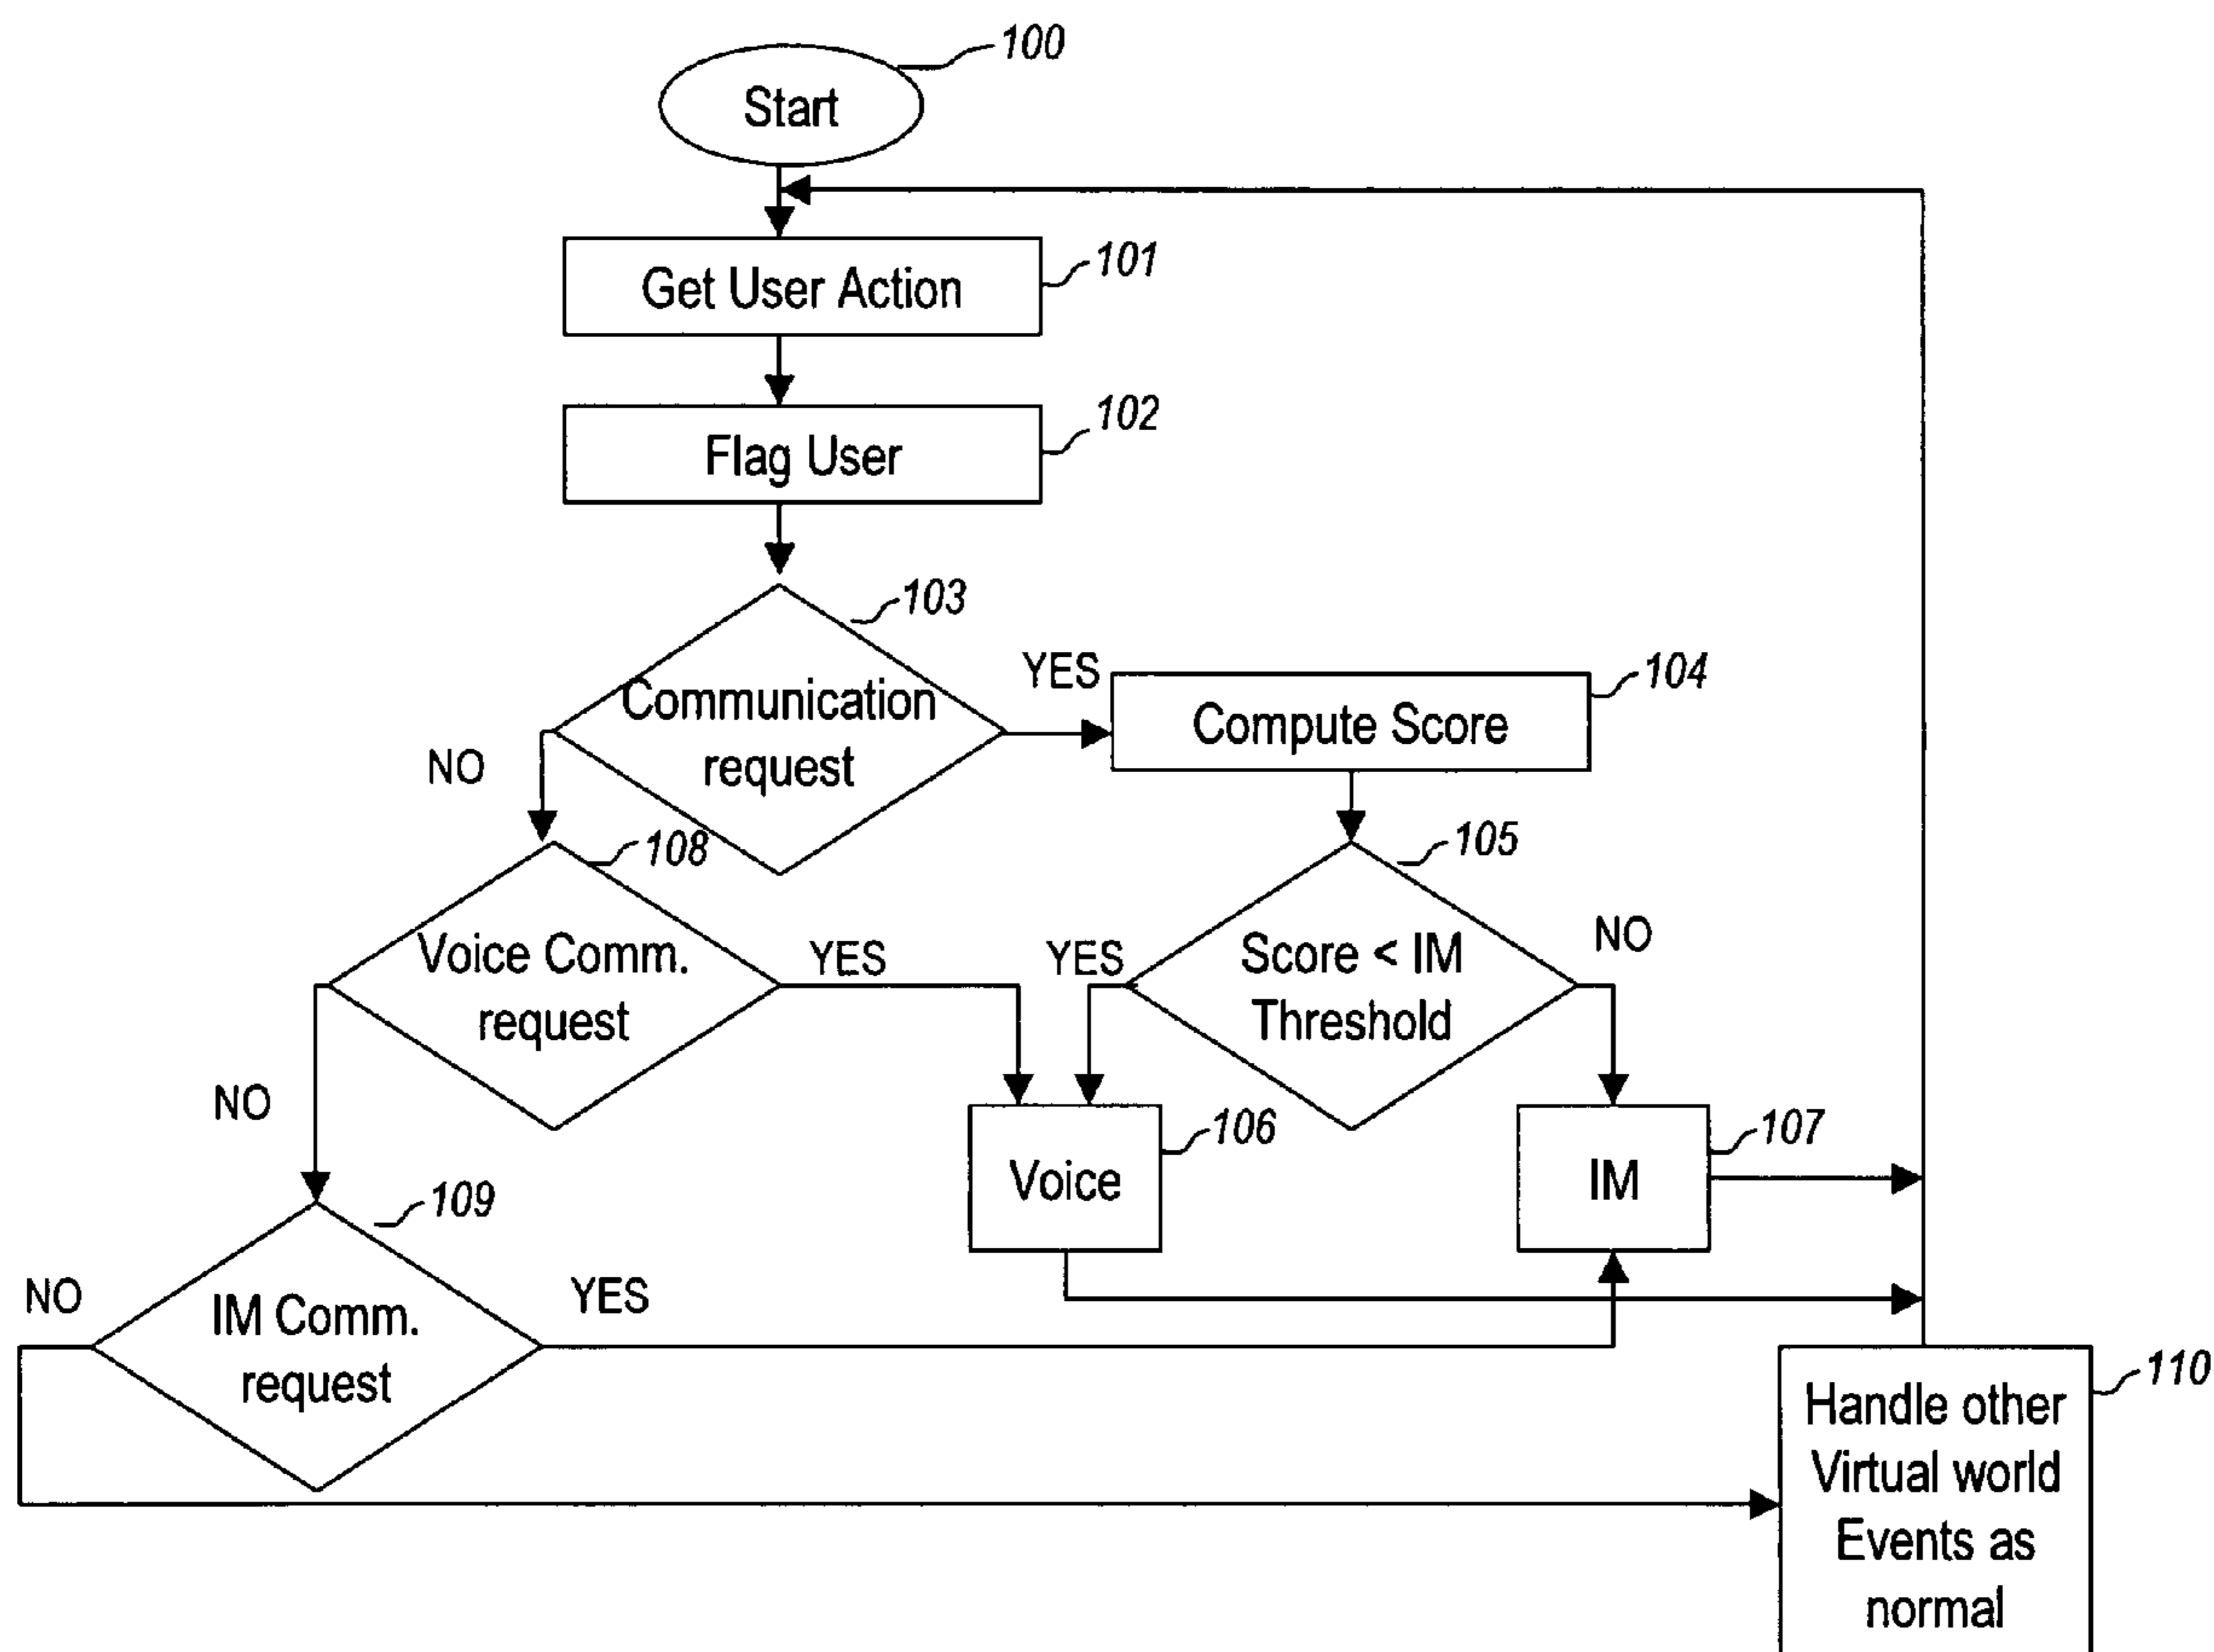 100
Start
101
Get User Action
102
Flag User
103
Communication
request
YES
NO
104
Compute Score
108
Voice Comm.
request
YES
NO
105
Score < IM
Threshold
YES
NO
106
Voice
107
IM
109
IM Comm.
request
NO
YES
110
Handle other
Virtual world
Events as
normal